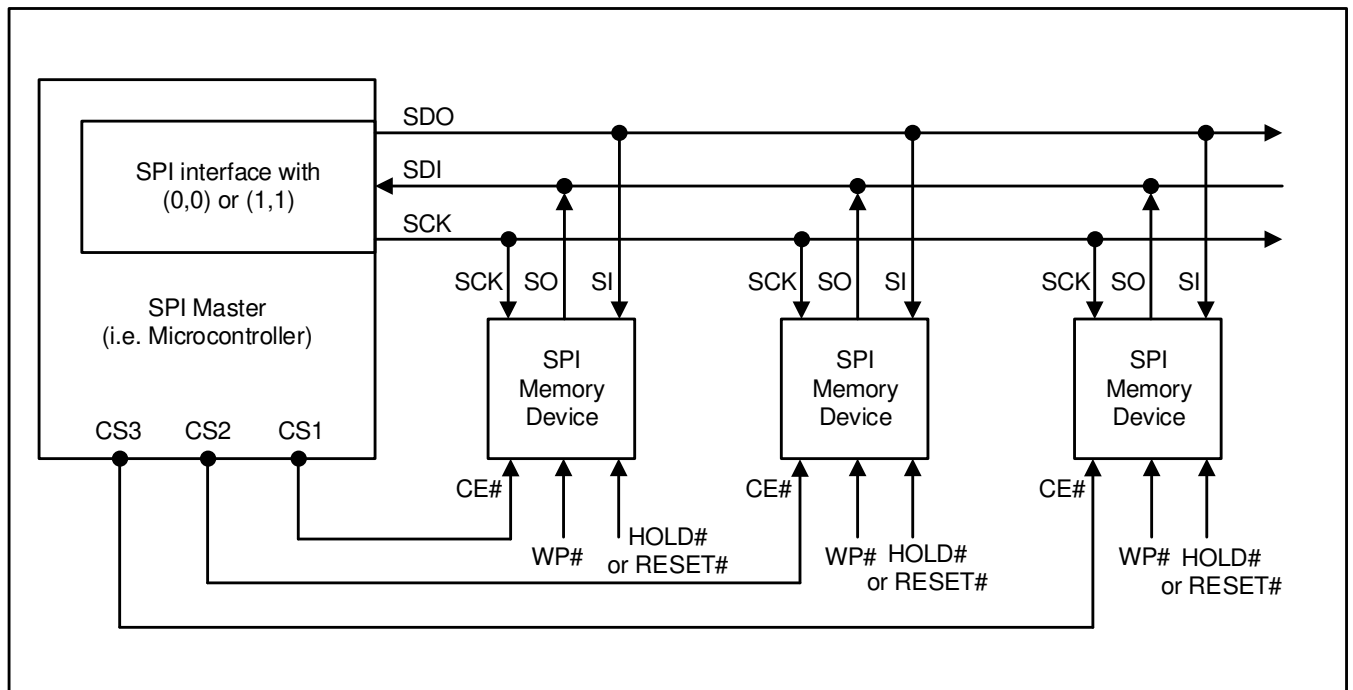 SDO
SPI interface with
(0,0) or (1,1)
SDI
SCK
SCK SO SI
SCK SO SI
SCK SO SI
SPI Master
(i.e. Microcontroller)
SPI
Memory
Device
SPI
Memory
Device
SPI
Memory
Device
CS3 CS2 CS1
CE#
WP#
HOLD#
or RESET#
CE#
WP#
HOLD#
or RESET#
CE#
WP#
HOLD#
or RESET#